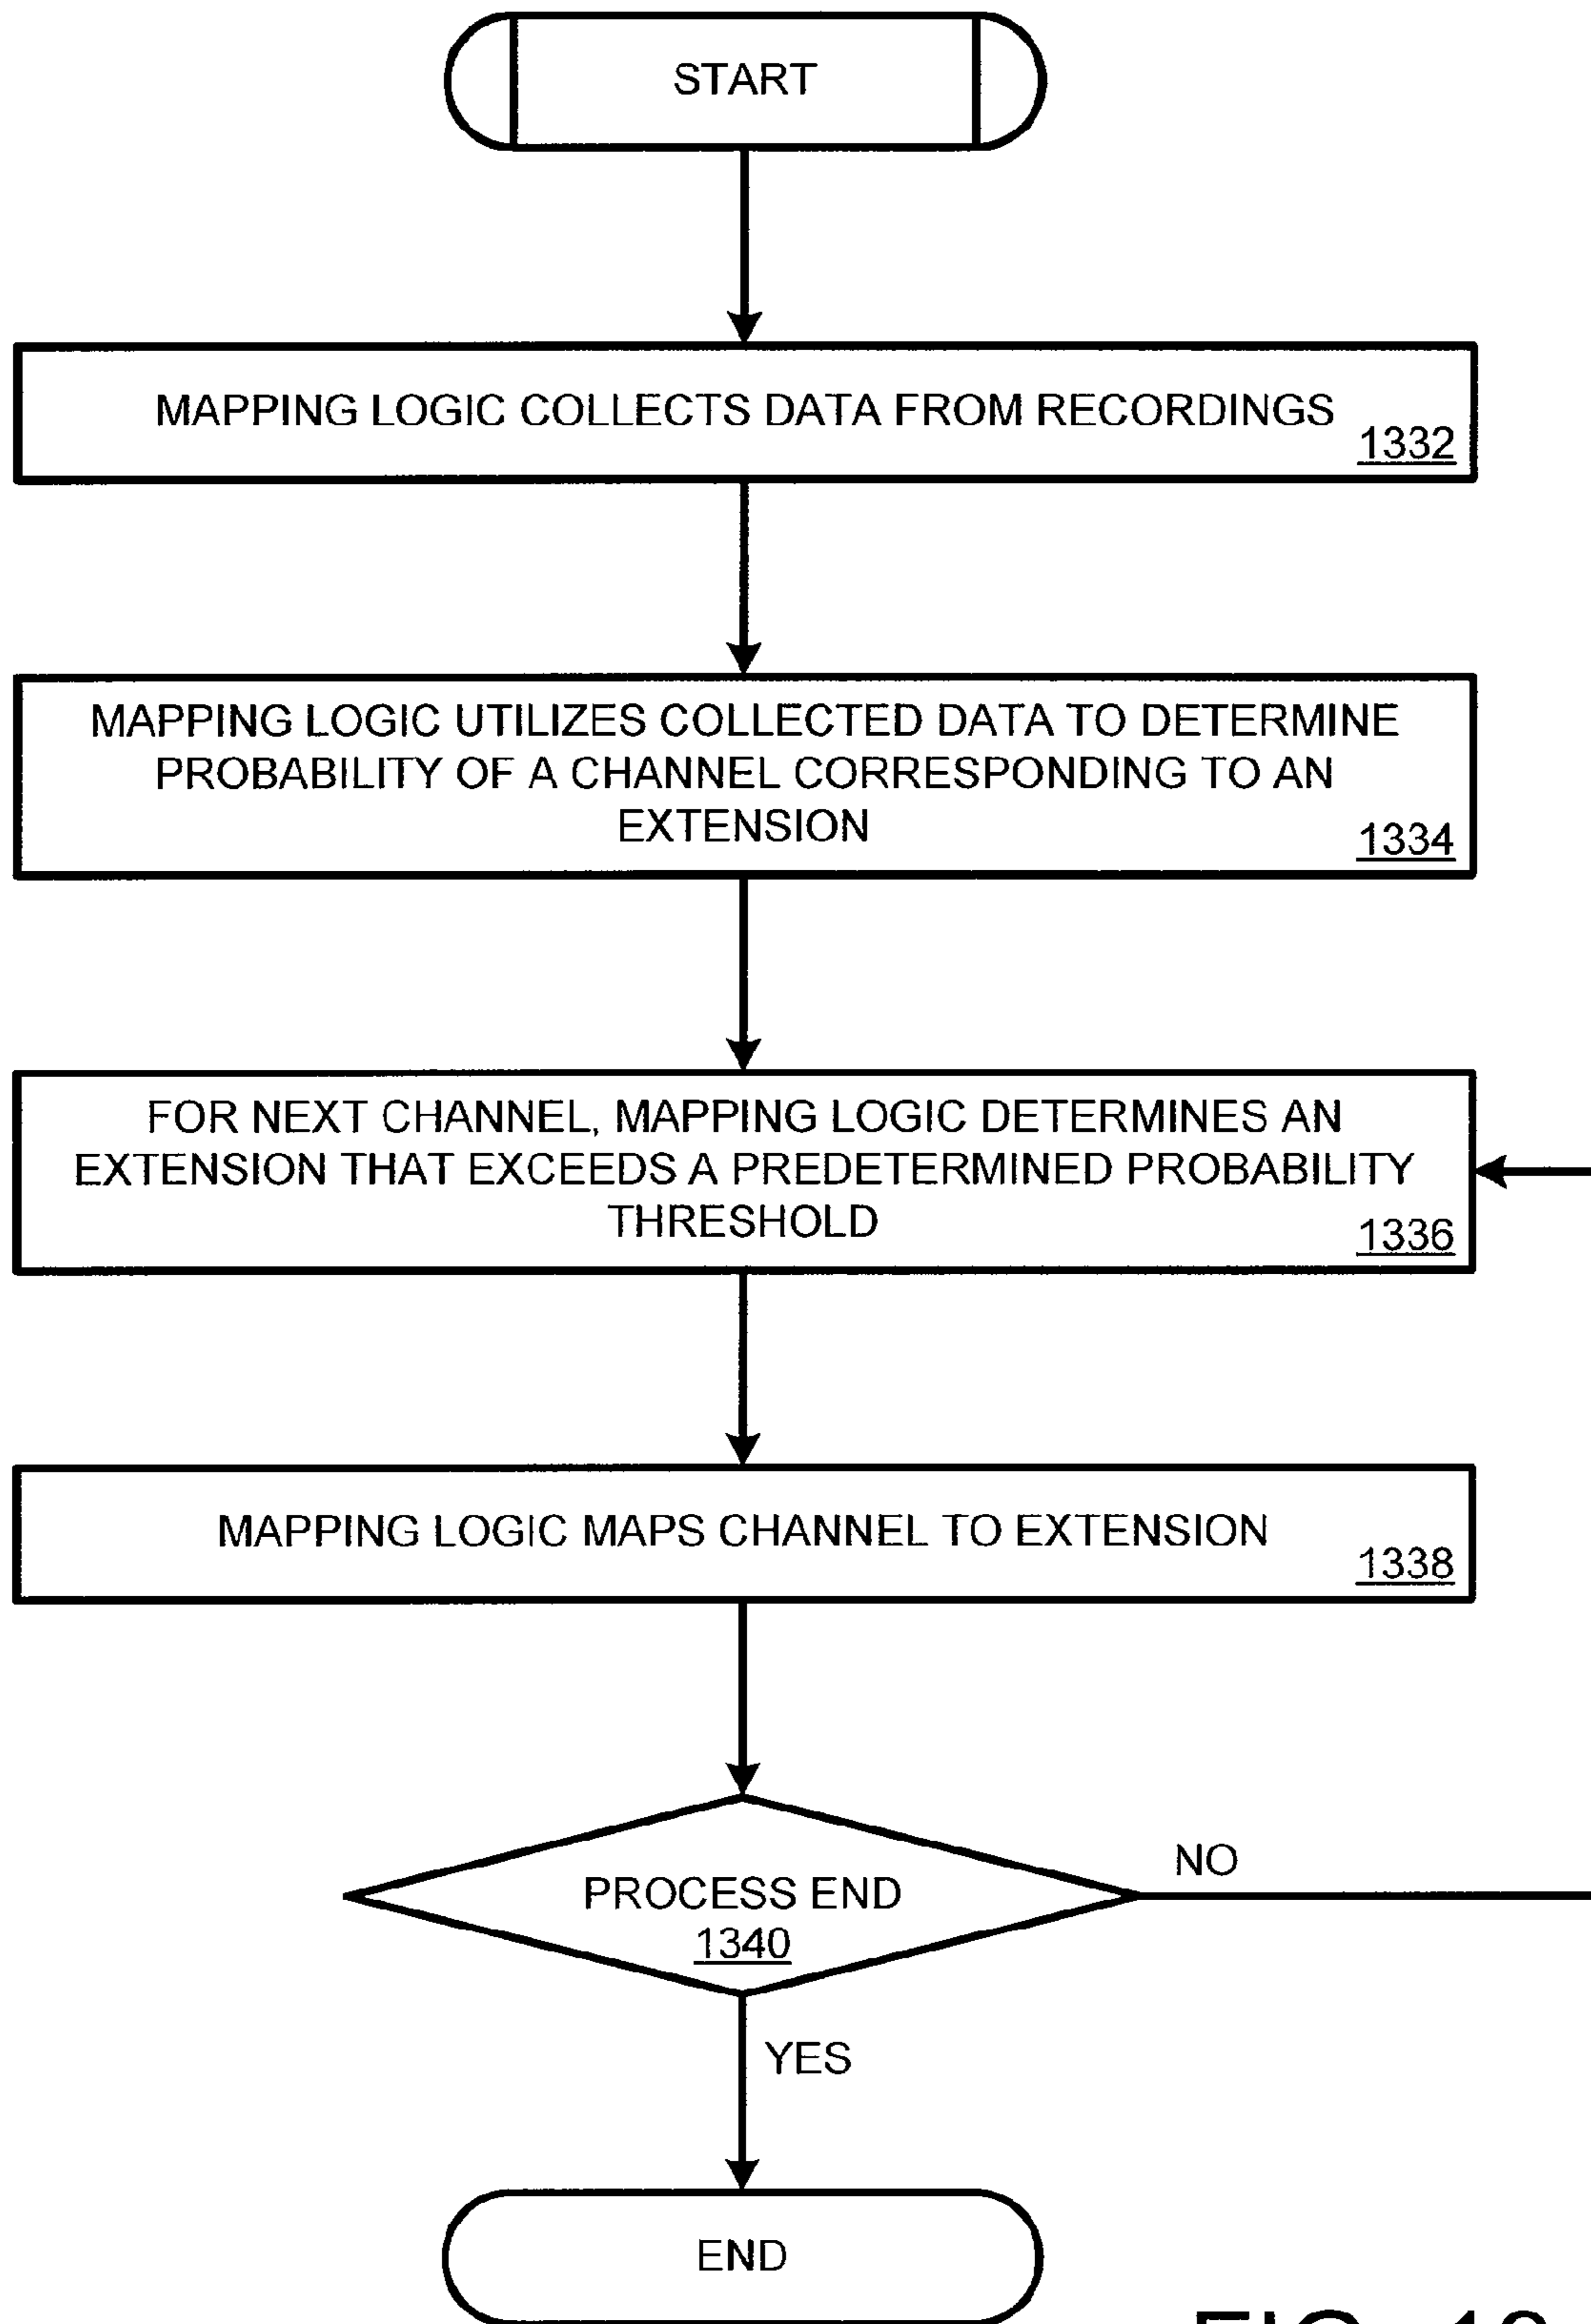 START
MAPPING LOGIC COLLECTS DATA FROM RECORDINGS
1332
MAPPING LOGIC UTILIZES COLLECTED DATA TO DETERMINE
PROBABILITY OF A CHANNEL CORRESPONDING TO AN
EXTENSION
1334
FOR NEXT CHANNEL, MAPPING LOGIC DETERMINES AN
EXTENSION THAT EXCEEDS A PREDETERMINED PROBABILITY
THRESHOLD
1336
MAPPING LOGIC MAPS CHANNEL TO EXTENSION
1338
PROCESS END
1340
NO
YES
END